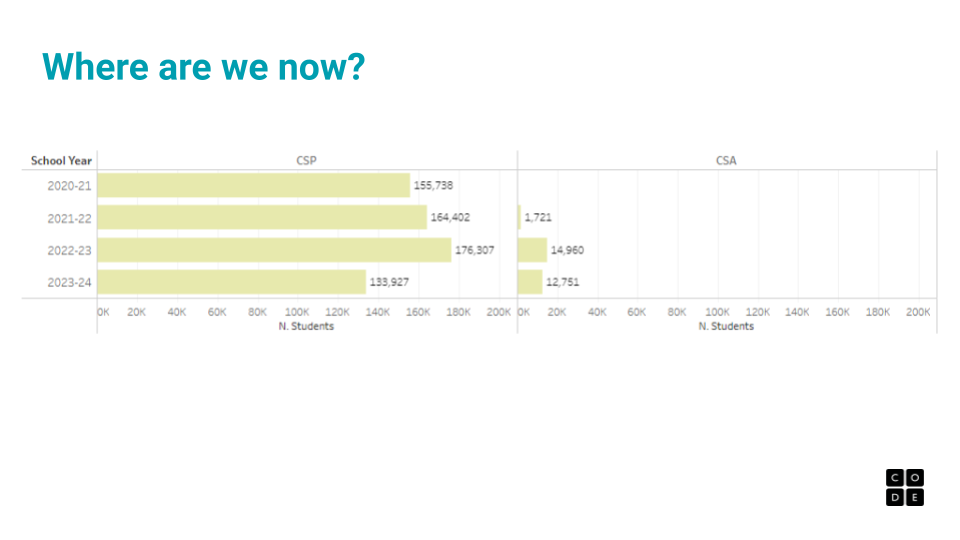 Where are we now?
School Year CSP CSA
2020-21 155,738
2021-22 164,402 1,721
2022-23 176,307 14,960
2023-24 133,927 12,751
0K 20K 40K 60K 80K 100K 120K 140K 160K 180K 200K 0K 20K 40K 60K 80K 100K 120K 140K 160K 180K 200K
N. Students N. Students
C O
D E